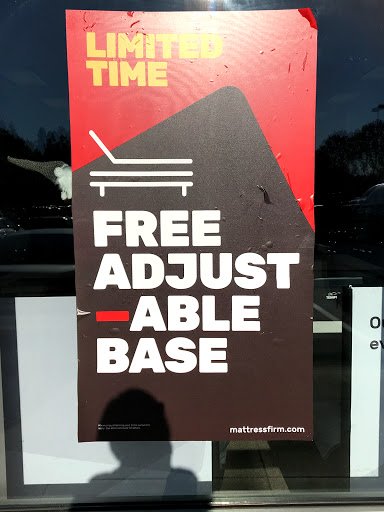 LIMITED
TIME
FREE
ADJUST
—ABLE
BASE
mattressfirm.com